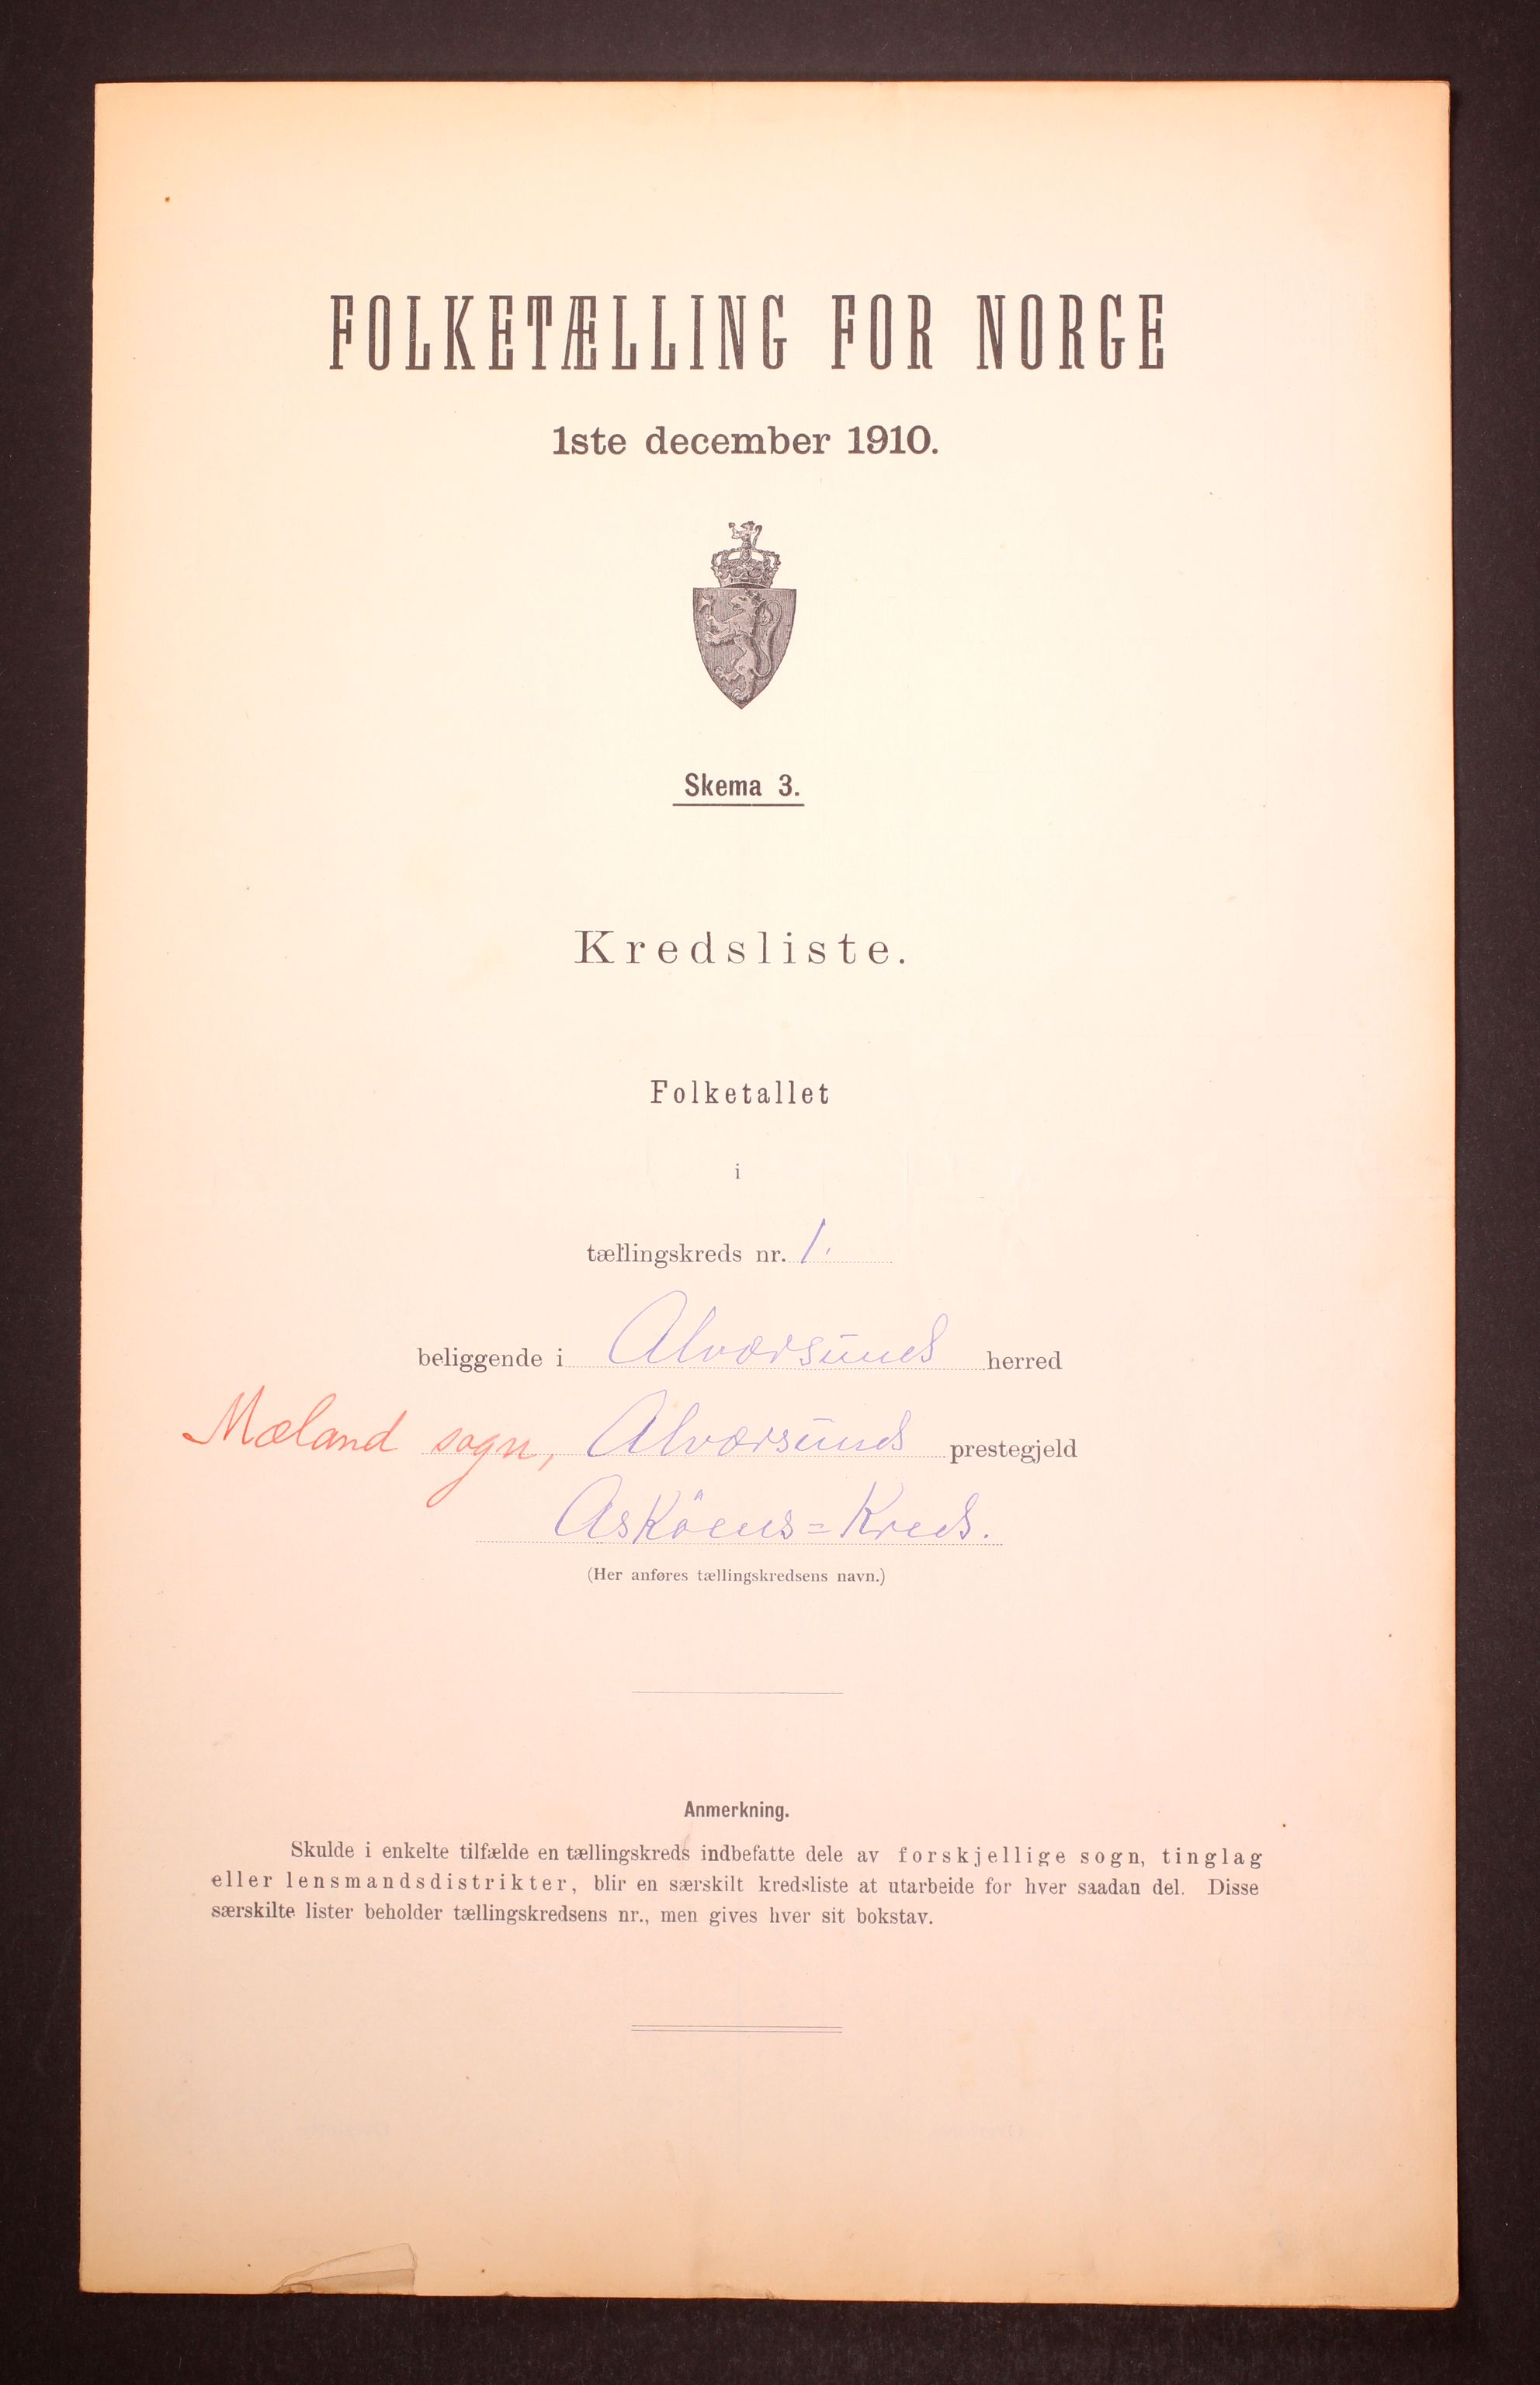 FOLKETÆLLING FOR NORGE
1ste december 1910.
Skema 3.
Kredsliste.
Folketallet
i
tællingskreds nr. 1.
beliggende i Alversund herred
Mæland sogn, Alversund prestegjeld
Asköens=Kreds.
(Her anføres tællingskredsens navn.)
Anmerkning.
Skulde i enkelte tilfælde en tællingskreds indbefatte dele av forskjellige sogn, tinglag
eller lensmandsdistrikter, blir en særskilt kredsliste at utarbeide for hver saadan del. Disse
særskilte lister beholder tællingskredsens nr., men gives hver sit bokstav.